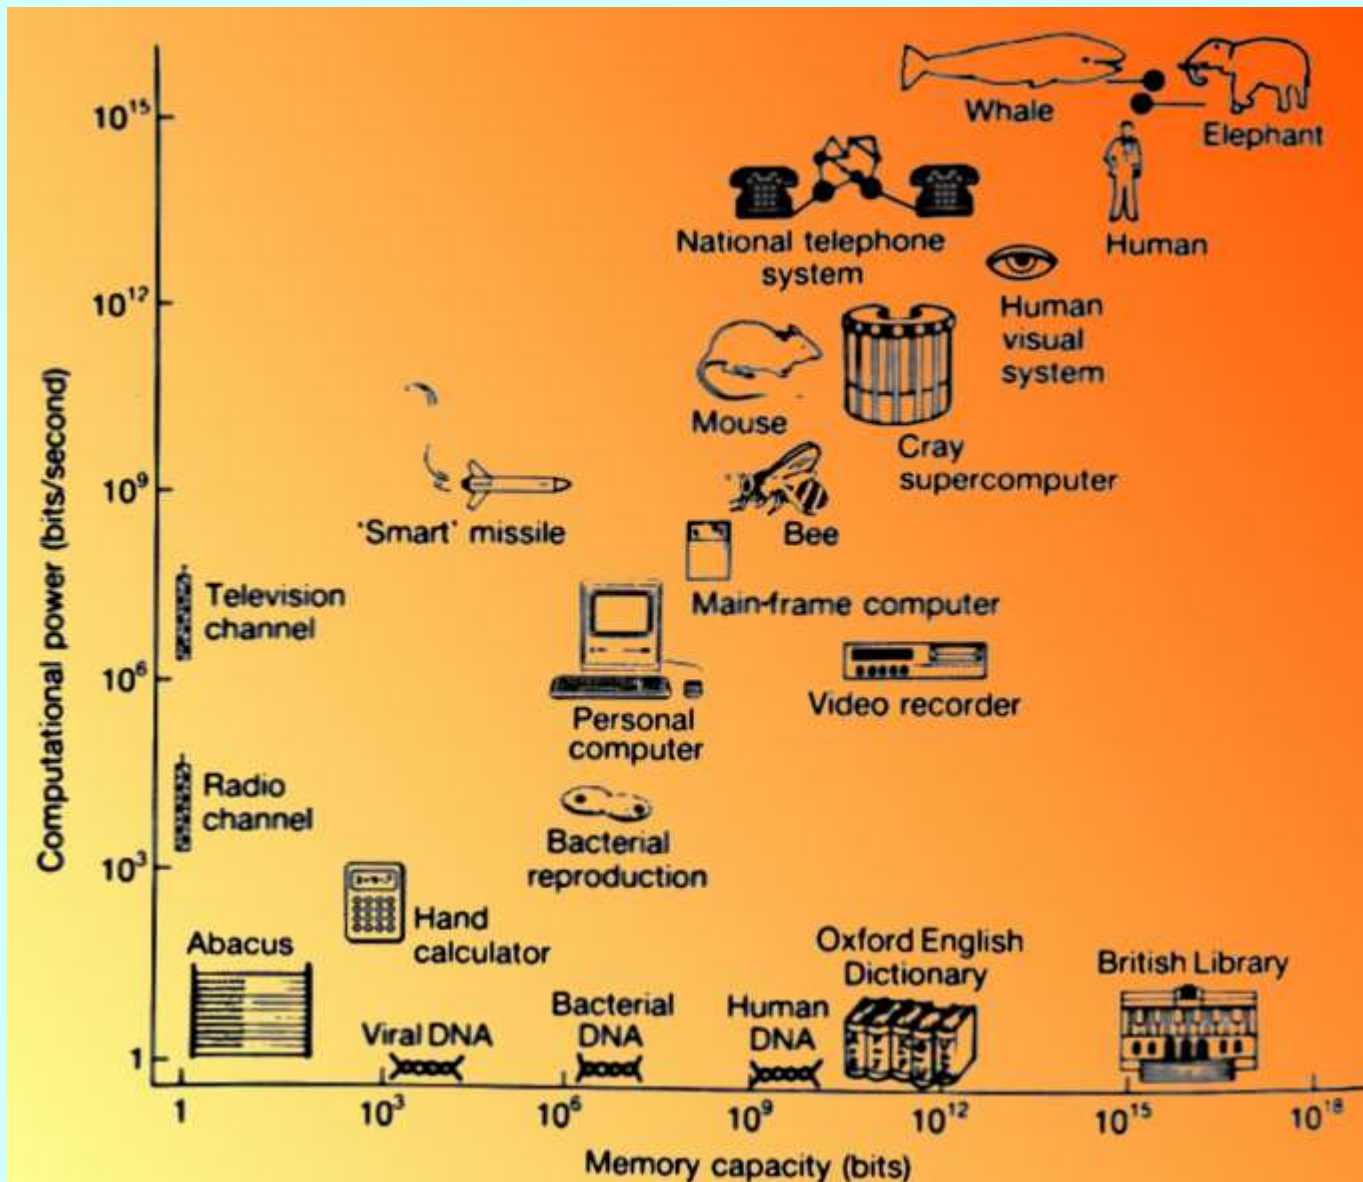 Computational power (bits/second)
10¹⁵
10¹²
10⁹
10⁶
10³
1
Whale
Elephant
Human
National telephone
system
Human
visual
system
Mouse
Cray
supercomputer
'Smart' missile
Bee
Main-frame computer
Television
channel
Personal
computer
Video recorder
Radio
channel
Bacterial
reproduction
Hand
calculator
Abacus
Viral DNA
Bacterial
DNA
Human
DNA
Oxford English
Dictionary
British Library
1
10³
10⁶
10⁹
10¹²
10¹⁵
10¹⁸
Memory capacity (bits)